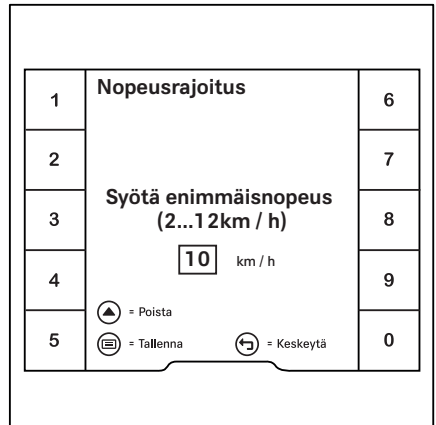 Nopeusrajoitus
1
6
2
7
Syötä enimmäisnopeus
(2...12km / h)
3
8
10 km / h
4
9
= Poista
5
= Tallenna
= Keskeytä
0